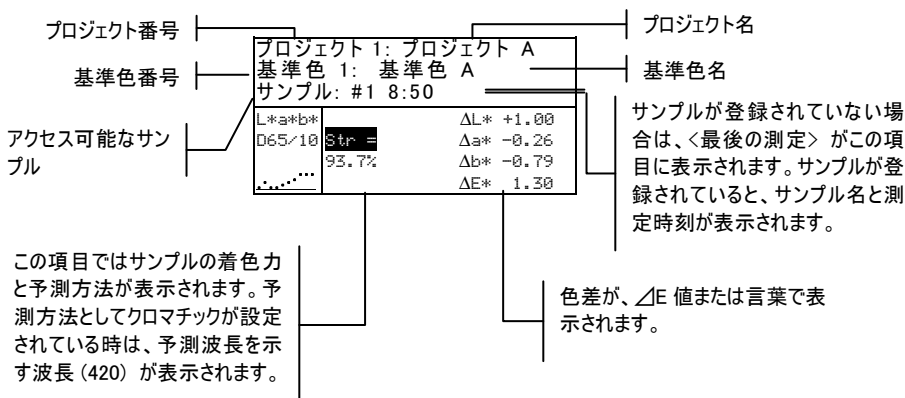 プロジェクト番号
プロジェクト名
プロジェクト 1: プロジェクト A
基準色 1: 基準色 A
サンプル: #1 8:50
基準色番号
基準色名
アクセス可能なサン
プル
L*a*b*
D65/10
Str =
93.7%
ΔL* +1.00
Δa* -0.26
Δb* -0.79
ΔE* 1.30
サンプルが登録されていない場
合は、<最後の測定> がこの項
目に表示されます。サンプルが登
録されていると、サンプル名と測
定時刻が表示されます。
この項目ではサンプルの着色力
と予測方法が表示されます。予
測方法としてクロマチックが設定
されている時は、予測波長を示
す波長 (420) が表示されます。
色差が、⊿E 値または言葉で表
示されます。